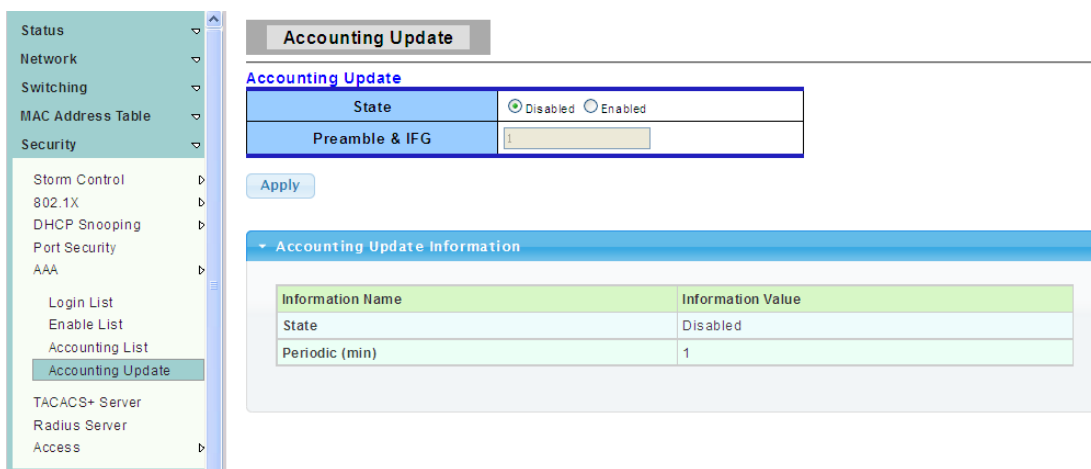 Status
Network
Switching
MAC Address Table
Security
Storm Control
802.1X
DHCP Snooping
Port Security
AAA
Login List
Enable List
Accounting List
Accounting Update
TACACS+ Server
Radius Server
Access
Accounting Update
Accounting Update
State Disabled Enabled
Preamble & IFG 1
Apply
Accounting Update Information
Information Name Information Value
State Disabled
Periodic (min) 1